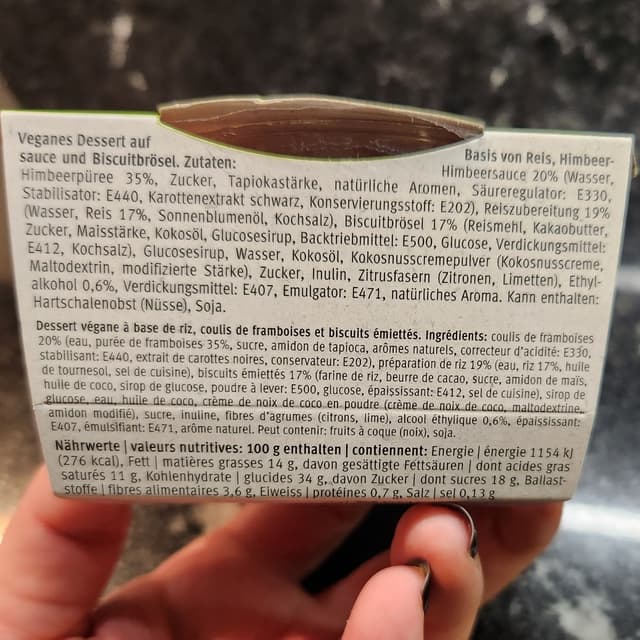 Veganes Dessert auf Basis von Reis, Himbeer-
sauce und Biscuitbrösel. Zutaten: Himbeersauce 20% (Wasser,
Himbeerpüree 35%, Zucker, Tapiokastärke, natürliche Aromen, Säureregulator: E330,
Stabilisator: E440, Karottenextrakt schwarz, Konservierungsstoff: E202), Reiszubereitung 19%
(Wasser, Reis 17%, Sonnenblumenöl, Kochsalz), Biscuitbrösel 17% (Reismehl, Kakaobutter,
Zucker, Maisstärke, Kokosöl, Glucosesirup, Backtriebmittel: E500, Glucose, Verdickungsmittel:
E412, Kochsalz), Glucosesirup, Wasser, Kokosöl, Kokosnusscremepulver (Kokosnusscreme,
Maltodextrin, modifizierte Stärke), Zucker, Inulin, Zitrusfasern (Zitronen, Limetten), Ethyl-
alkohol 0,6%, Verdickungsmittel: E407, Emulgator: E471, natürliches Aroma. Kann enthalten:
Hartschalenobst (Nüsse), Soja.
Dessert végane à base de riz, coulis de framboises et biscuits émiettés. Ingrédients: coulis de framboises
20% (eau, purée de framboises 35%, sucre, amidon de tapioca, arômes naturels, correcteur d'acidité: E330,
stabilisant: E440, extrait de carottes noires, conservateur: E202), préparation de riz 19% (eau, riz 17%, huile
de tournesol, sel de cuisine), biscuits émiettés 17% (farine de riz, beurre de cacao, sucre, amidon de maïs,
huile de coco, sirop de glucose, poudre à lever: E500, glucose, épaississant: E412, sel de cuisine), sirop de
glucose, eau, huile de coco, crème de noix de coco en poudre (crème de noix de coco, maltodextrine,
amidon modifié), sucre, inuline, fibres d'agrumes (citrons, lime), alcool éthylique 0,6%, épaississant:
E407, émulsifiant: E471, arôme naturel. Peut contenir: fruits à coque (noix), soja.
Nährwerte | valeurs nutritives: 100 g enthalten | contiennent: Energie | énergie 1154 kJ
(276 kcal), Fett | matières grasses 14 g, davon gesättigte Fettsäuren | dont acides gras
saturés 11 g, Kohlenhydrate | glucides 34 g, davon Zucker | dont sucres 18 g, Ballast-
stoffe | fibres alimentaires 3,6 g, Eiweiss | protéines 0,7 g, Salz | sel 0,13 g